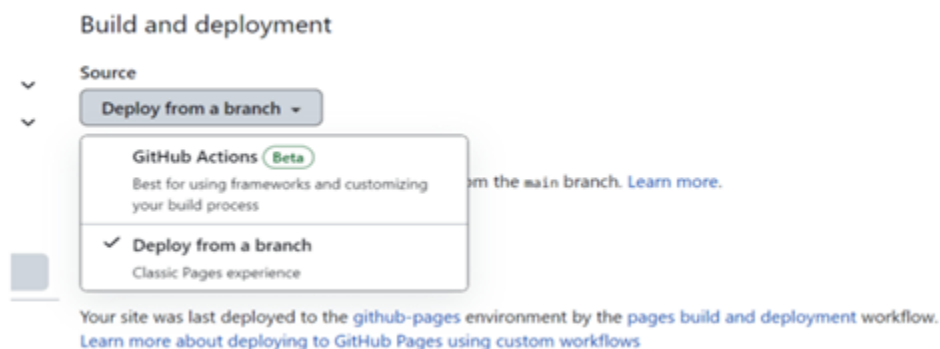 Build and deployment
Source
Deploy from a branch
GitHub Actions Beta
Best for using frameworks and customizing
your build process
the main branch. Learn more.
Deploy from a branch
Classic Pages experience
Your site was last deployed to the github-pages environment by the pages build and deployment workflow.
Learn more about deploying to GitHub Pages using custom workflows